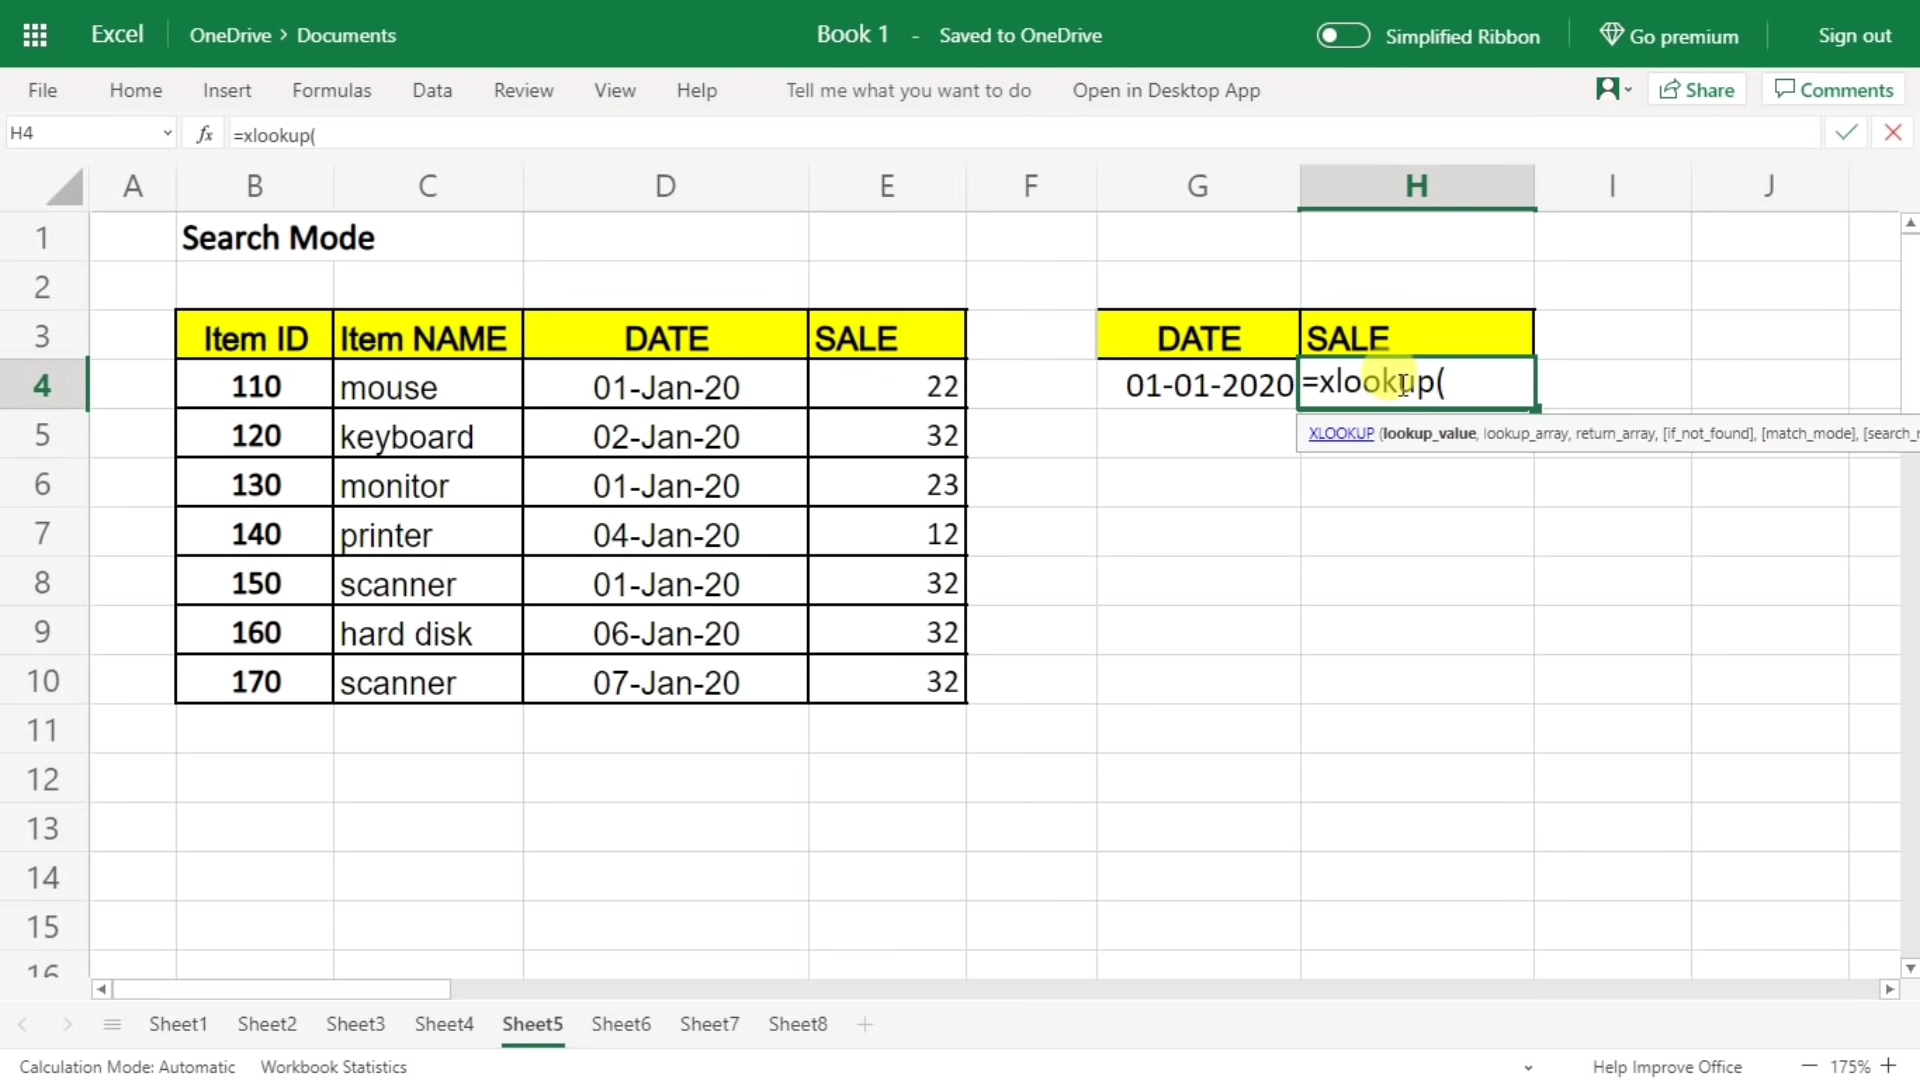 Excel OneDrive > Documents Book 1 - Saved to OneDrive Simplified Ribbon Go premium Sign out
File Home Insert Formulas Data Review View Help Tell me what you want to do Open in Desktop App Share Comments
H4 fx =xlookup(
A B C D E F G H I J
1 Search Mode
2
3 Item ID Item NAME DATE SALE DATE SALE
4 110 mouse 01-Jan-20 22 01-01-2020 =xlookup(
XLOOKUP (lookup_value, lookup_array, return_array, [if_not_found], [match_mode], [search_
5 120 keyboard 02-Jan-20 32
6 130 monitor 01-Jan-20 23
7 140 printer 04-Jan-20 12
8 150 scanner 01-Jan-20 32
9 160 hard disk 06-Jan-20 32
10 170 scanner 07-Jan-20 32
11
12
13
14
15
16
Sheet1 Sheet2 Sheet3 Sheet4 Sheet5 Sheet6 Sheet7 Sheet8
Calculation Mode: Automatic Workbook Statistics Help Improve Office — 175% +